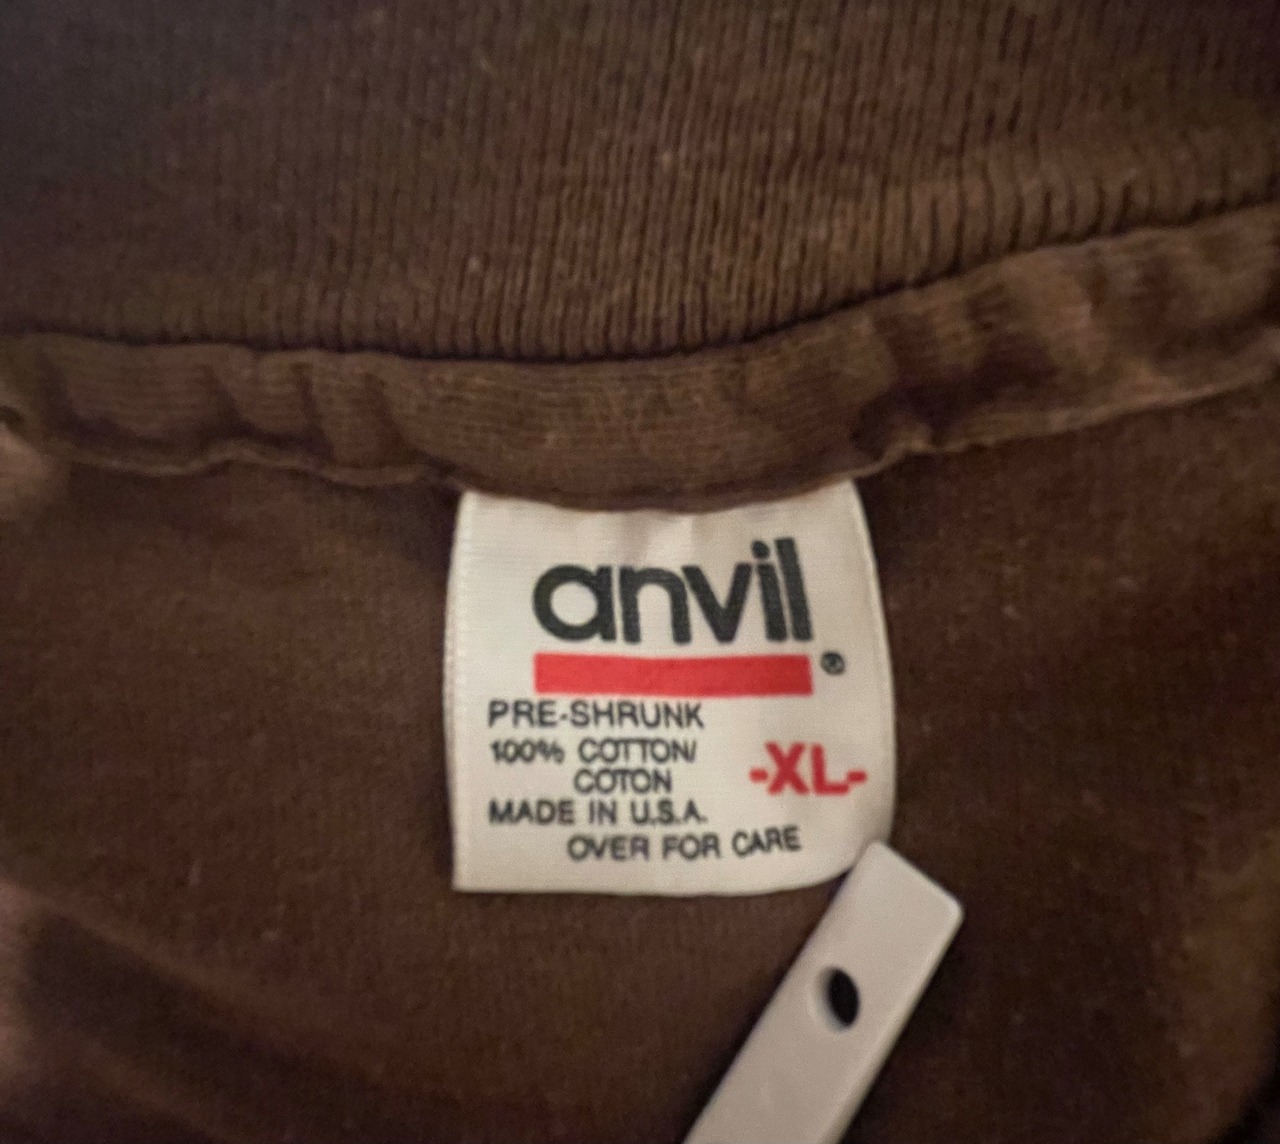 anvil®
PRE-SHRUNK
100% COTTON/
COTON
-XL-
MADE IN U.S.A.
OVER FOR CARE